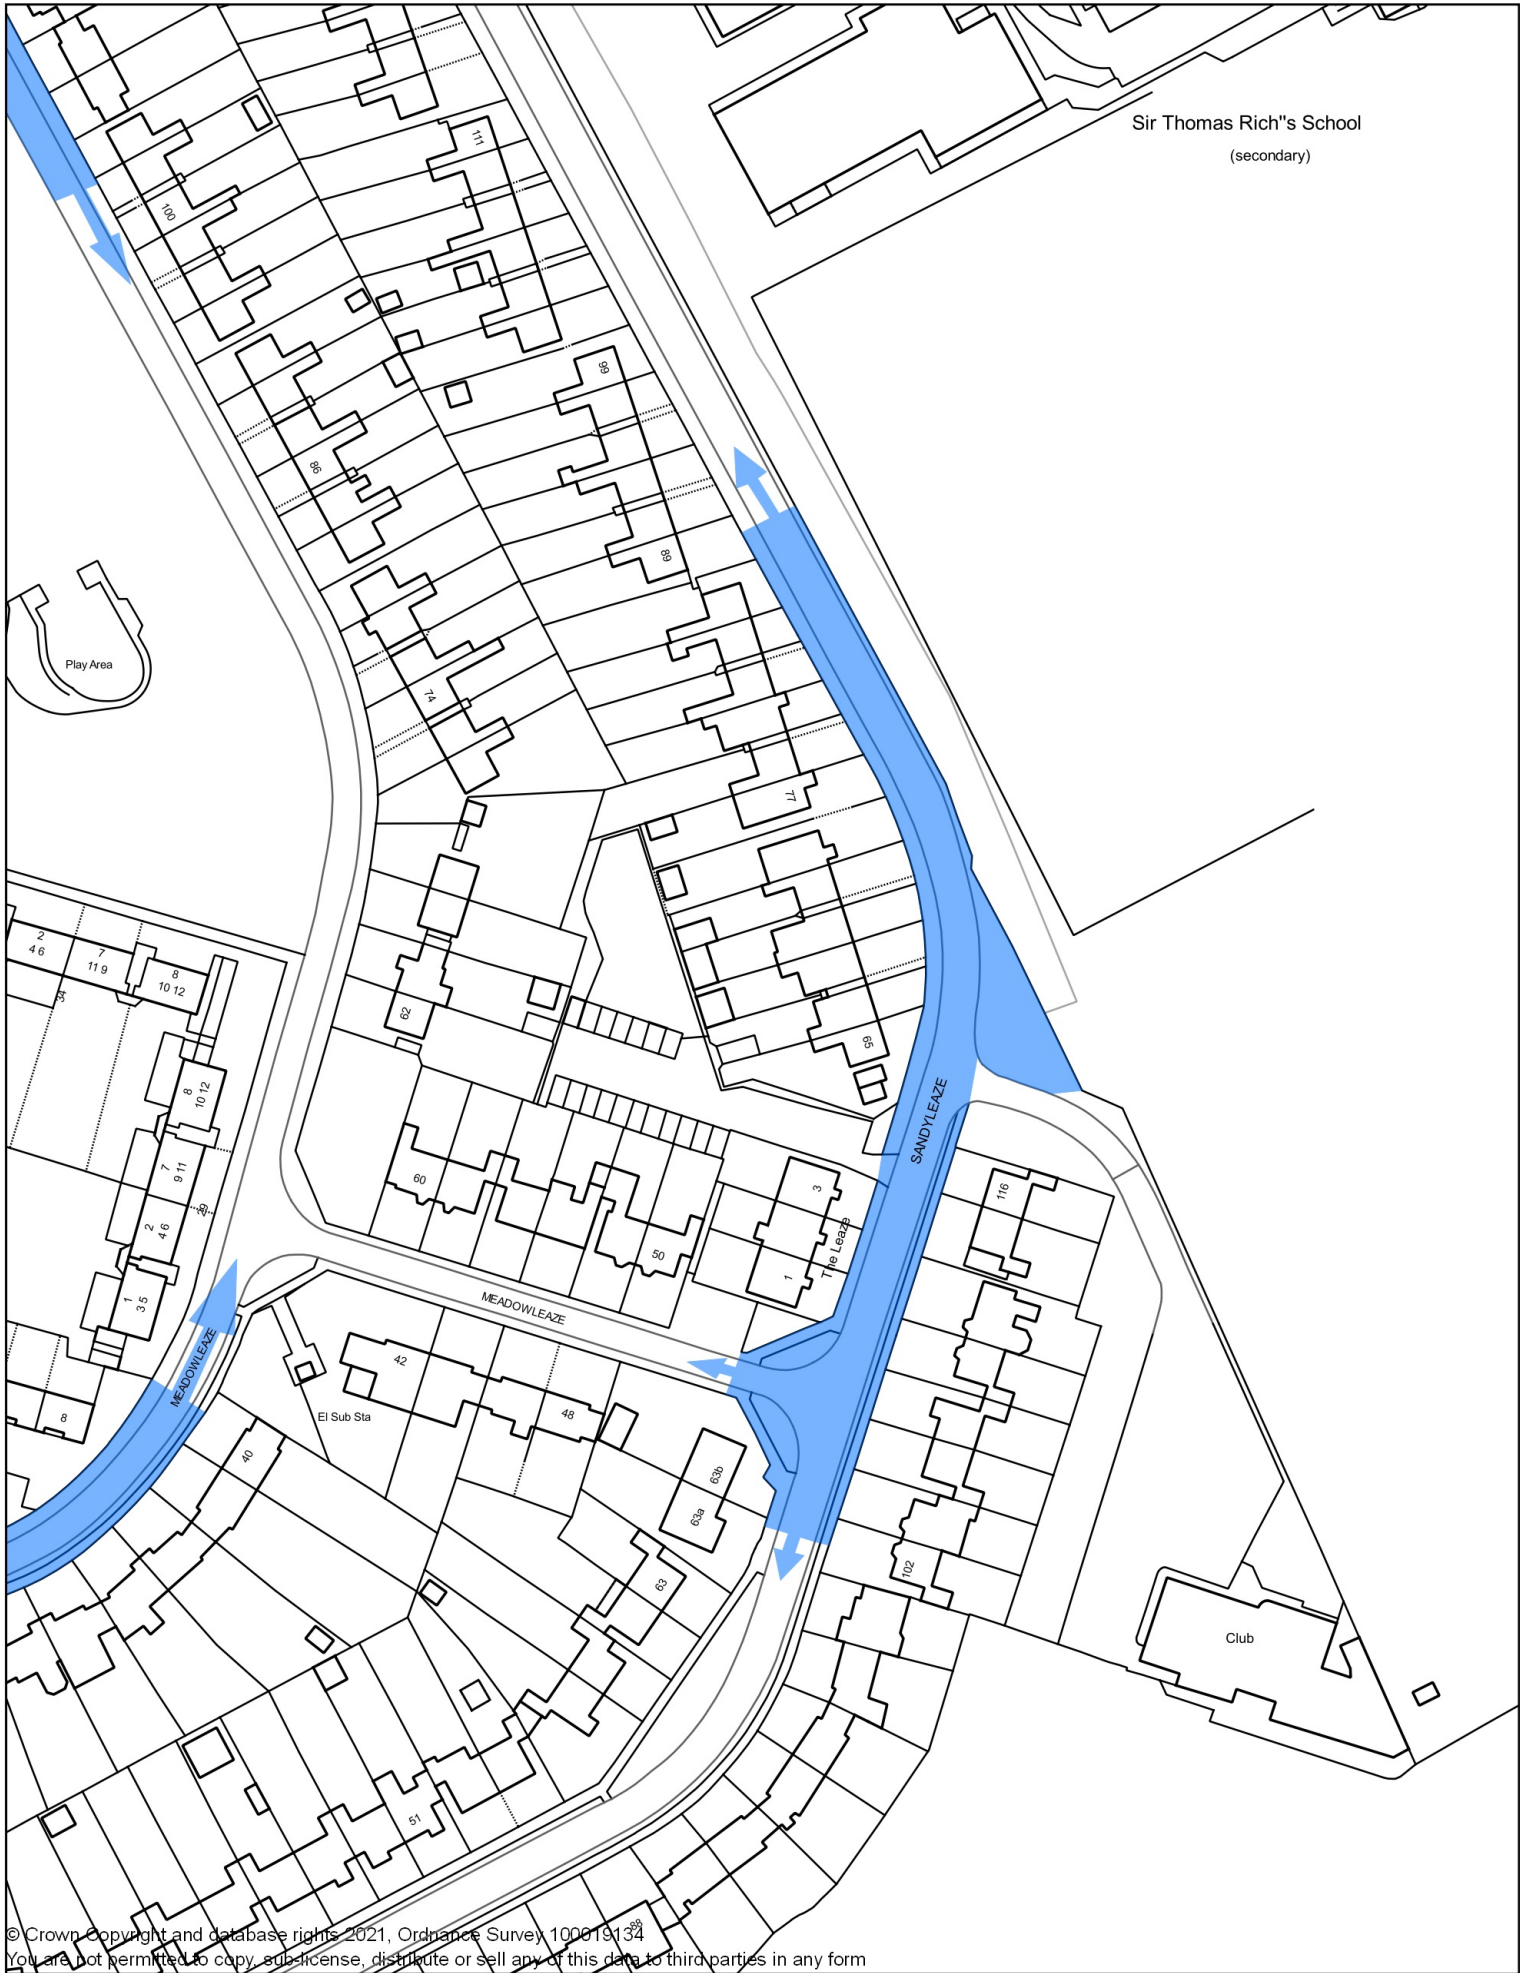 111
Sir Thomas Rich"s School
(secondary)
100
99
86
89
Play Area
74
77
2
4 6
7
11 9
8
10 12
34
62
65
8
10 12
SANDYLEAZE
7
9 11
60
3
116
2
4 6
29
50
The Leaze
1
1
3 5
MEADOWLEAZE
MEADOWLEAZE
42
8
El Sub Sta
48
40
63b
63a
102
63
Club
51
88
© Crown Copyright and database rights 2021, Ordnance Survey 100019134
You are not permitted to copy, sub-license, distribute or sell any of this data to third parties in any form